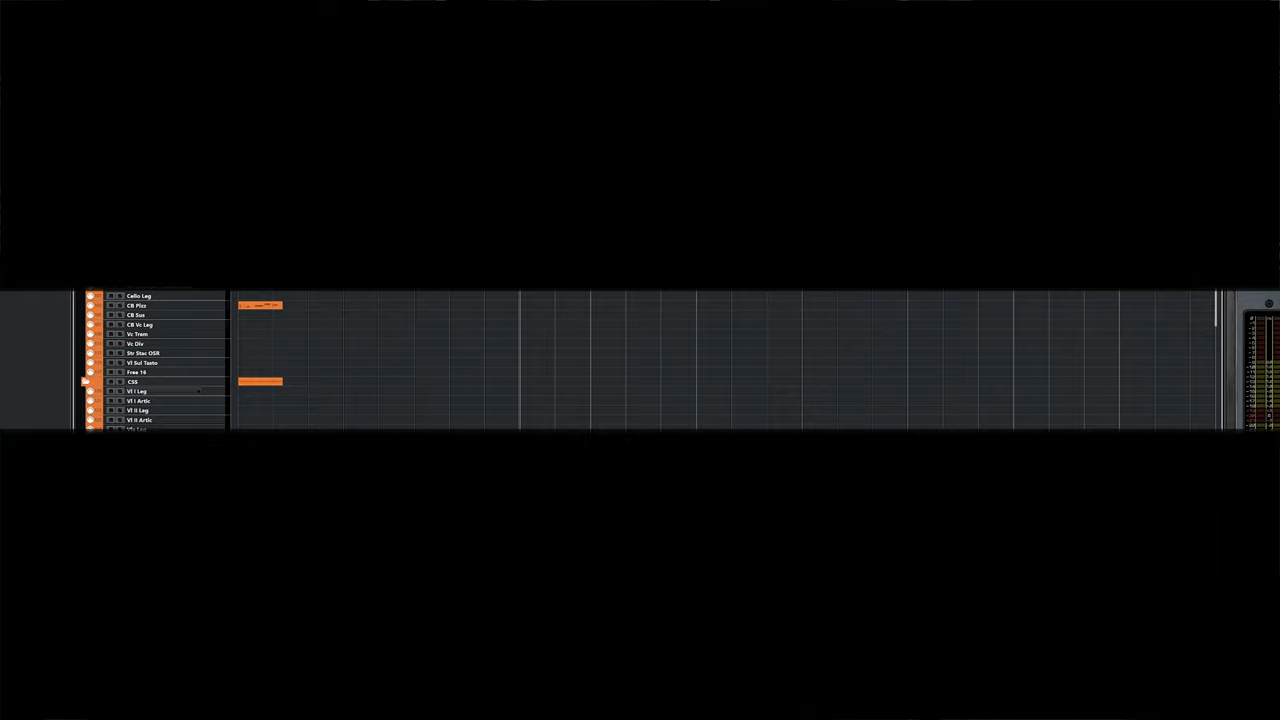 Cello Leg
CB Pizz
CB Sus
CB Vc Leg
Vc Trem
Vc Div
Str Stac OSR
Vl Sul Tasto
Free 16
CSS
Vl I Leg
Vl I Artic
Vl II Leg
Vl II Artic